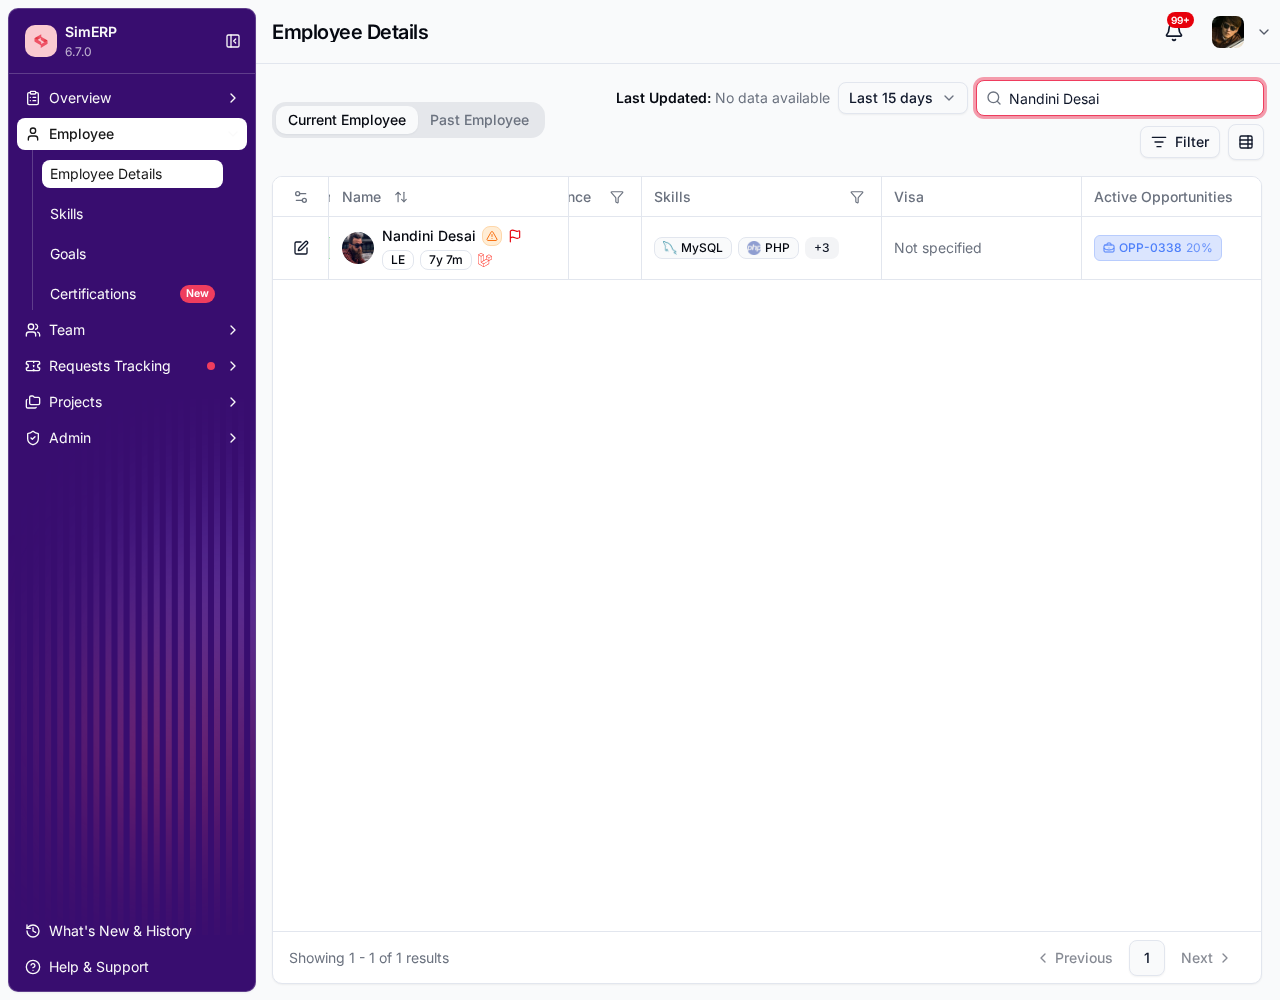 SimERP
6.7.0
Overview
Employee
Employee Details
Skills
Goals
Certifications New
Team
Requests Tracking
Projects
Admin
What's New & History
Help & Support
Employee Details
99+
Last Updated: No data available
Last 15 days
Nandini Desai
Current Employee
Past Employee
Filter
Name
nce
Skills
Visa
Active Opportunities
Nandini Desai
LE
7y 7m
MySQL
php PHP
+3
Not specified
OPP-0338 20%
Showing 1 - 1 of 1 results
Previous
1
Next